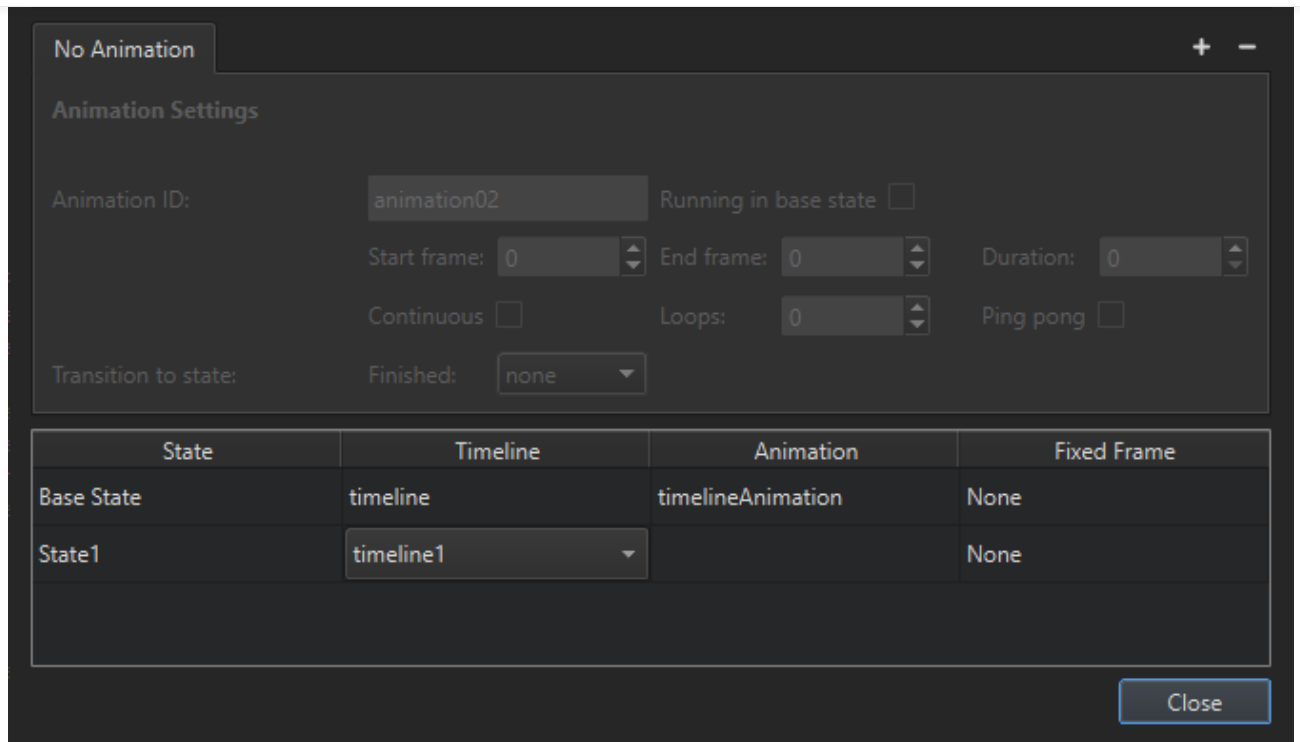 No Animation + −
Animation Settings
Animation ID: animation02 Running in base state
Start frame: 0 End frame: 0 Duration: 0
Continuous Loops: 0 Ping pong
Transition to state: Finished: none
State Timeline Animation Fixed Frame
Base State timeline timelineAnimation None
State1 timeline1 None
Close